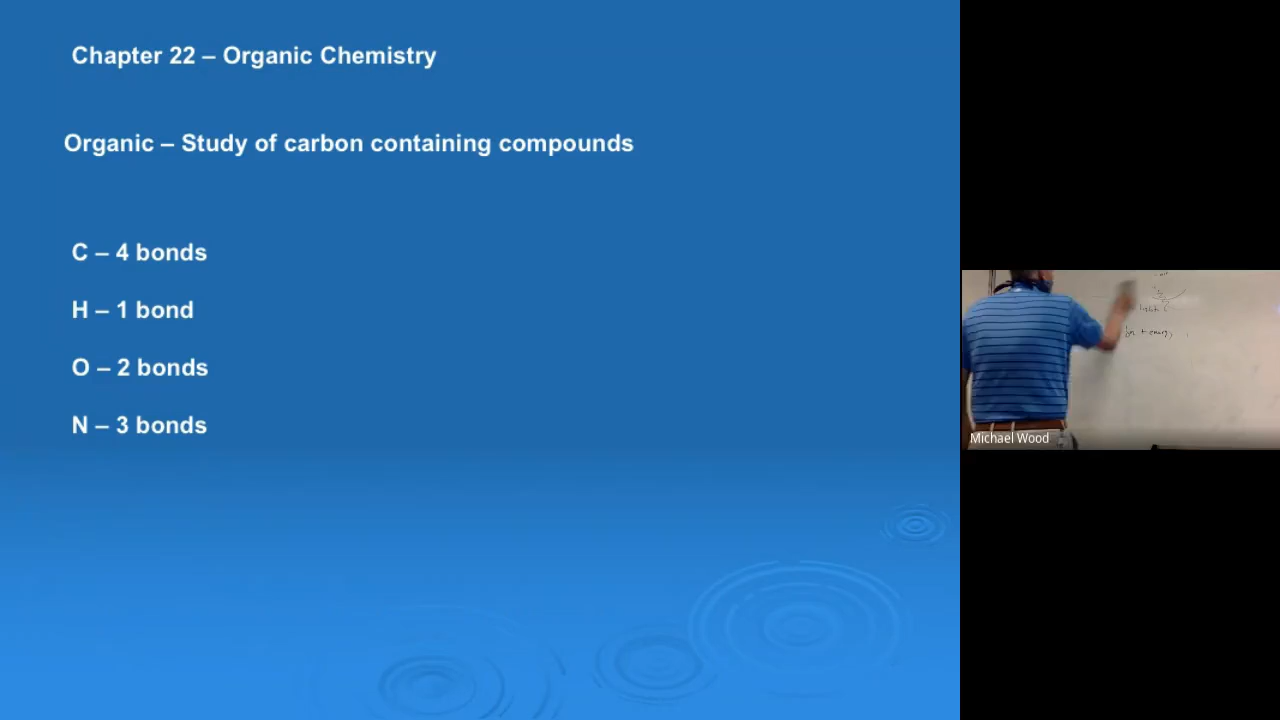 Chapter 22 – Organic Chemistry
Organic – Study of carbon containing compounds
C – 4 bonds
H – 1 bond
O – 2 bonds
N – 3 bonds
Michael Wood